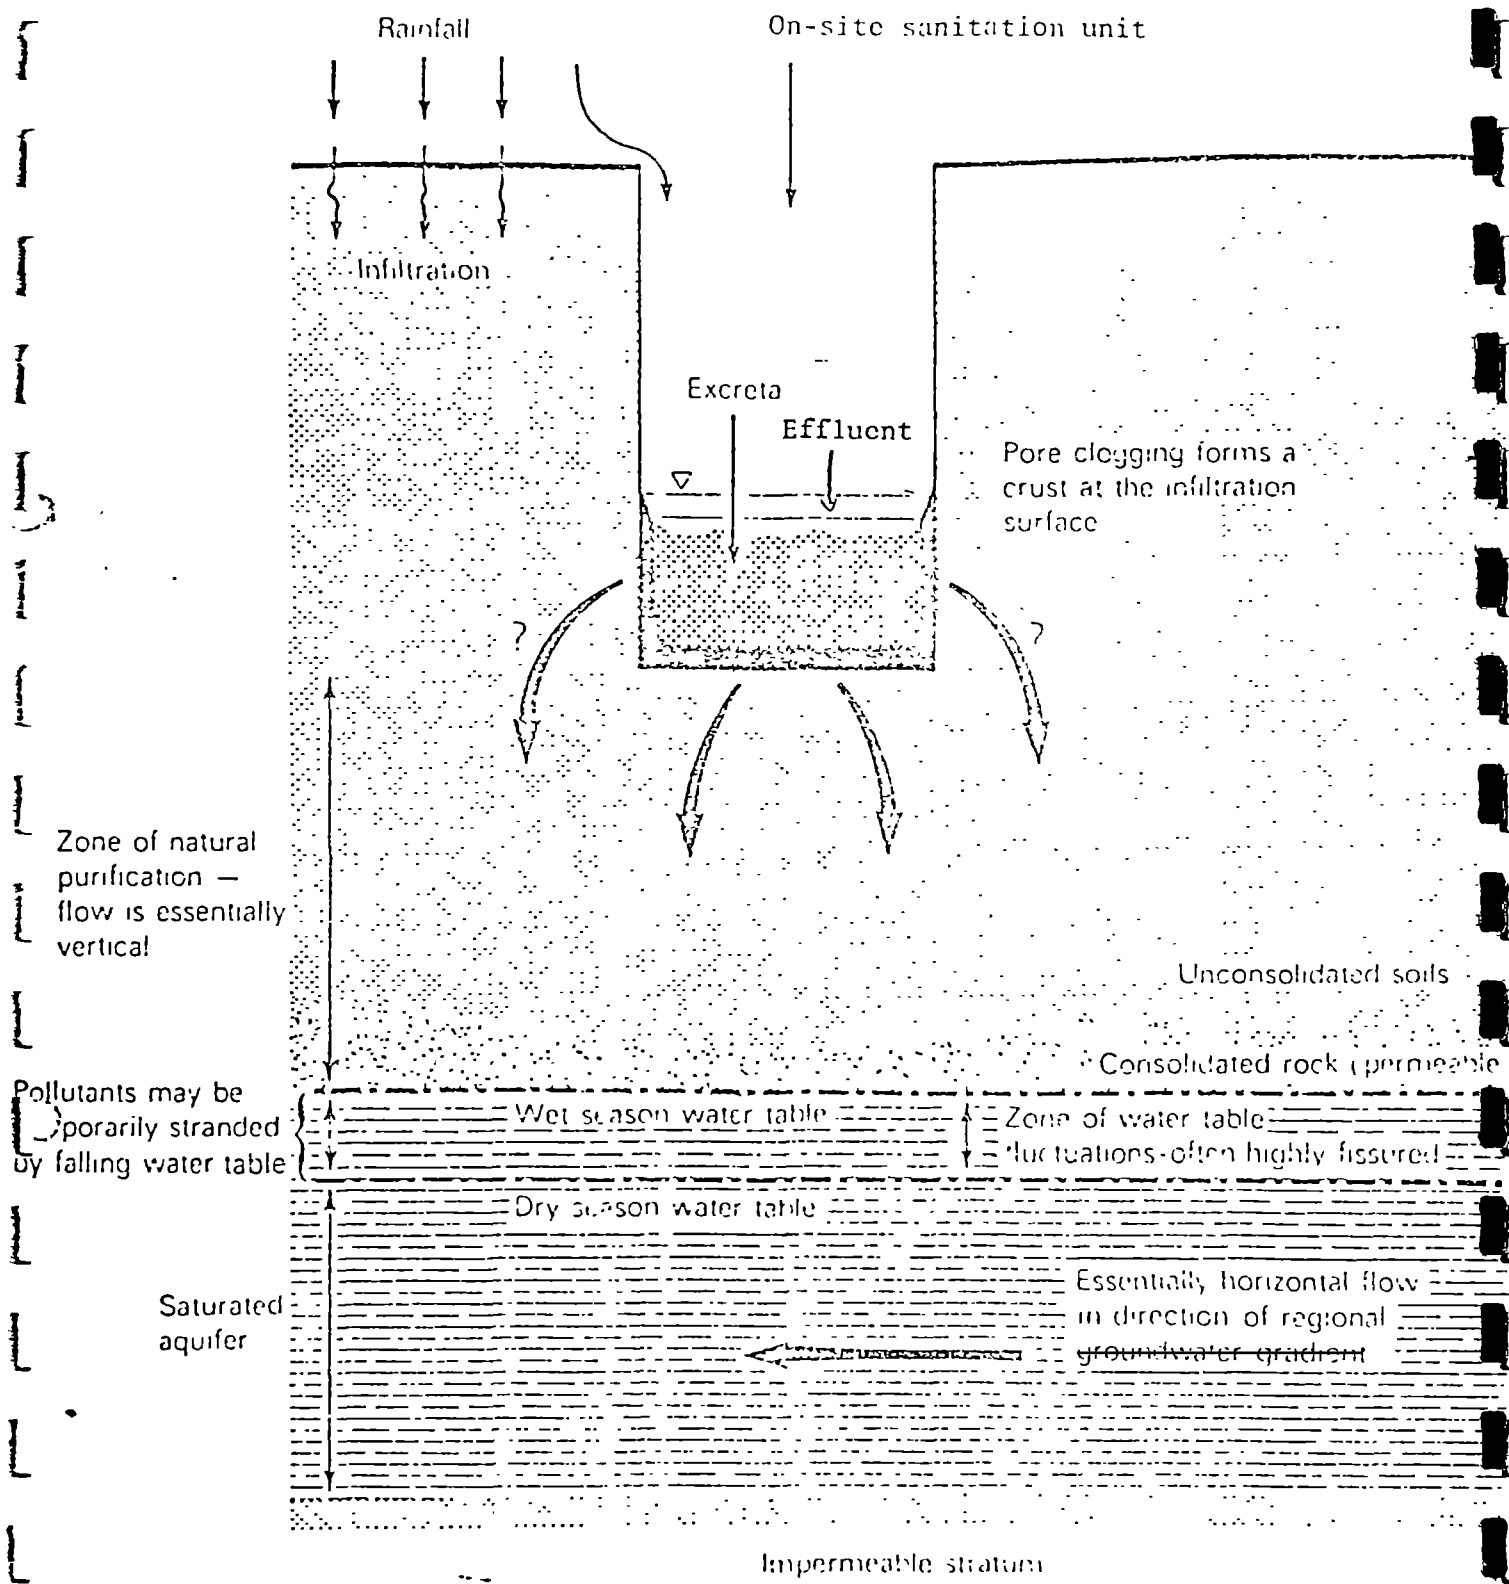 Rainfall
On-site sanitation unit
Infiltration
Excreta
Effluent
Pore clogging forms a
crust at the infiltration
surface
?
?
Zone of natural
purification —
flow is essentially
vertical
Unconsolidated soils
Consolidated rock (permeable
Pollutants may be
porarily stranded
by falling water table
Wet season water table
Zone of water table
fluctuations-often highly fissured
Dry season water table
Saturated
aquifer
Essentially horizontal flow
in direction of regional
groundwater gradient
Impermeable stratum